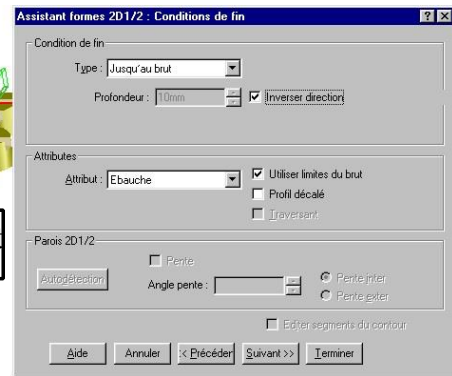 Assistant formes 2D1/2 : Conditions de fin
Condition de fin
Type : Jusqu'au brut
Profondeur : 10mm Inverser direction
Attributes
Attribut : Ebauche Utiliser limites du brut
Profil décalé
Traversant
Parois 2D1/2
Pente
Autodétection Angle pente : Pente inter
Pente exter
Editer segments du contour
Aide Annuler << Précéder Suivant >> Terminer